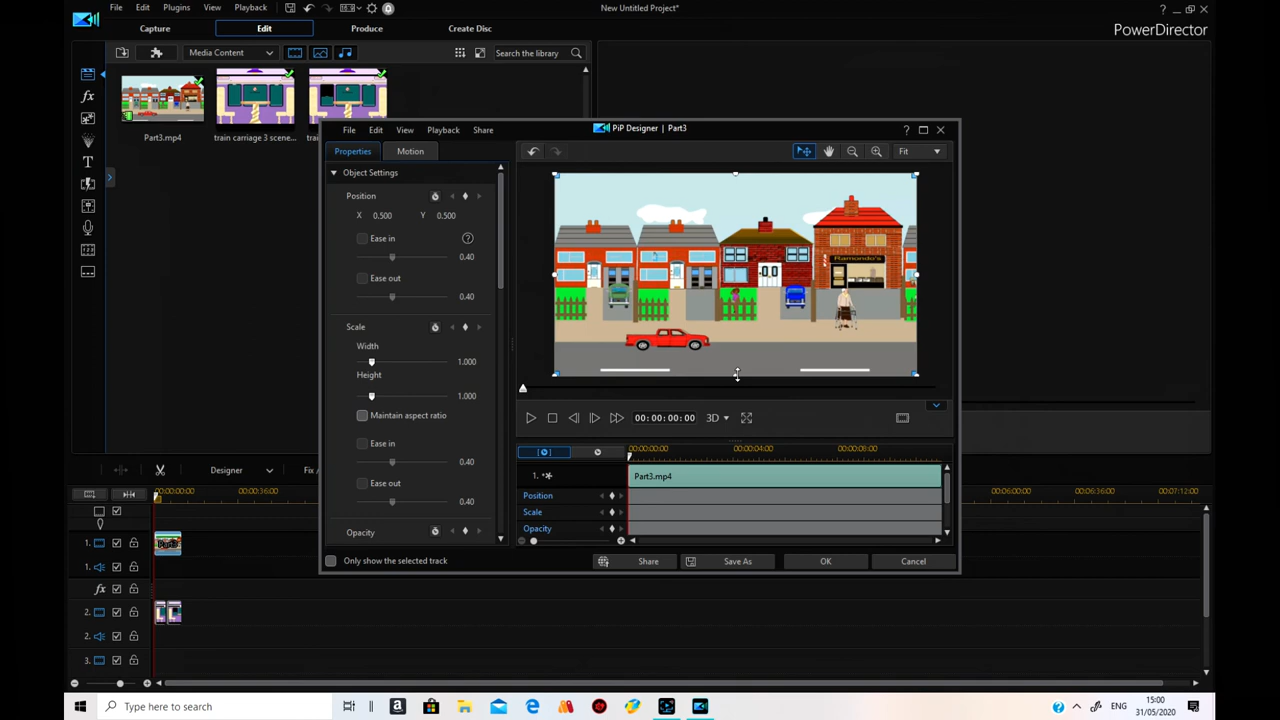 File Edit Plugins View Playback 16:9 New Untitled Project* ?
Capture Edit Produce Create Disc PowerDirector
Media Content Search the library
Part3.mp4 train carriage 3 scene...
PiP Designer | Part3
File Edit View Playback Share ?
Properties Motion Fit
Object Settings
Position
X 0.500 Y 0.500
Ease in ?
0.40
Ease out
0.40
Scale
Width
1.000
Height
1.000
Maintain aspect ratio
Ease in
0.40
Ease out
0.40
Opacity
Ramondo's
00:00:00:00 3D
00:00:00:00 00:00:04:00 00:00:08:00
1. Part3.mp4
Position
Scale
Opacity
Only show the selected track Share Save As OK Cancel
Designer Fix /
00:00:00:00 00:00:36:00 00:06:00:00 00:06:36:00 00:07:12:00
1. Part3
1.
fx
2.
2.
3.
Type here to search
ENG 15:00
31/05/2020